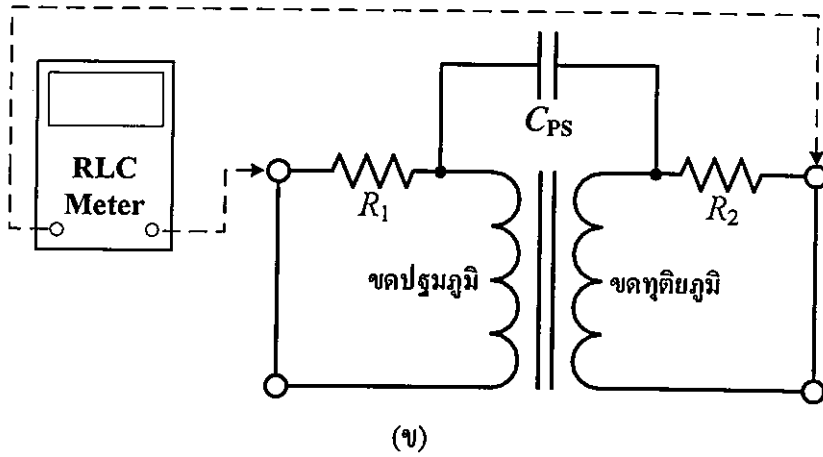 C_PS
RLC
Meter
R_1
R_2
ขดปฐมภูมิ
ขดทุติยภูมิ
(ข)